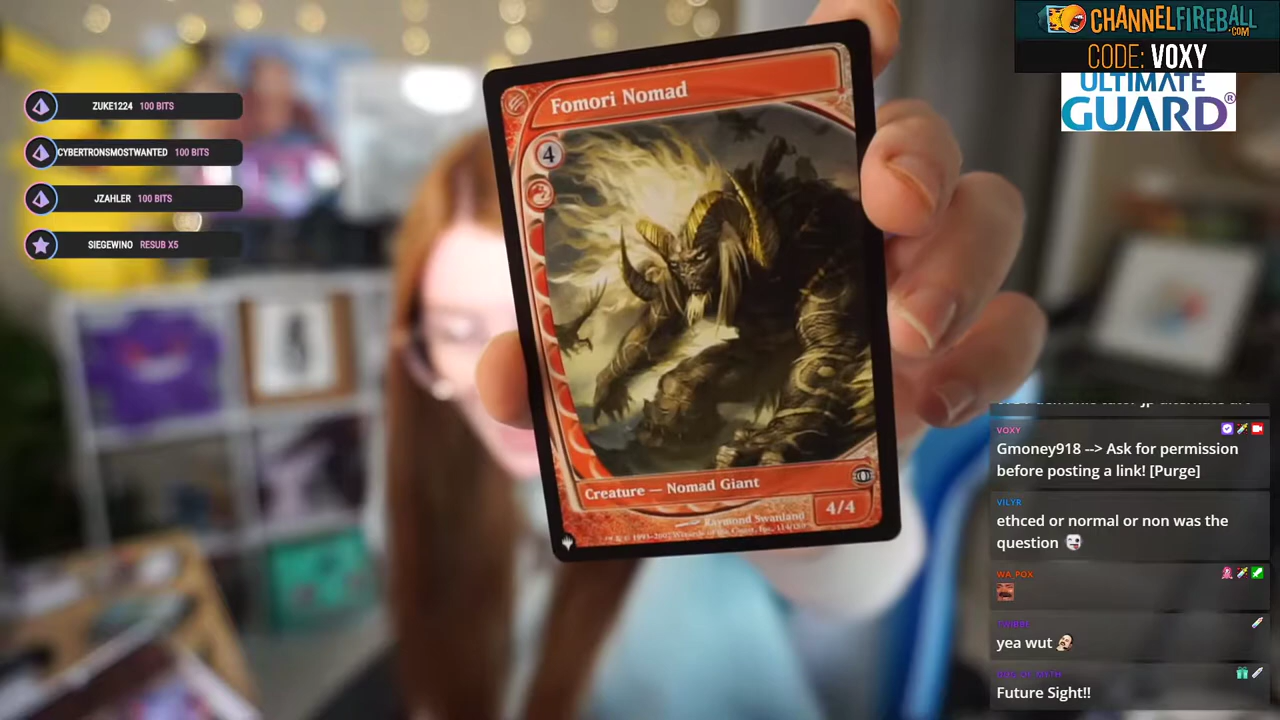 CHANNELFIREBALL
.COM
CODE: VOXY
ULTIMATE
GUARD®
ZUKE1224 100 BITS
CYBERTRONSMOSTWANTED 100 BITS
JZAHLER 100 BITS
SIEGEWINO RESUB X5
Fomori Nomad
4
Creature — Nomad Giant
4/4
Raymond Swanland
VOXY
Gmoney918 --> Ask for permission
before posting a link! [Purge]
VILYR
ethced or normal or non was the
question
WA_POX
yea wut
Future Sight!!